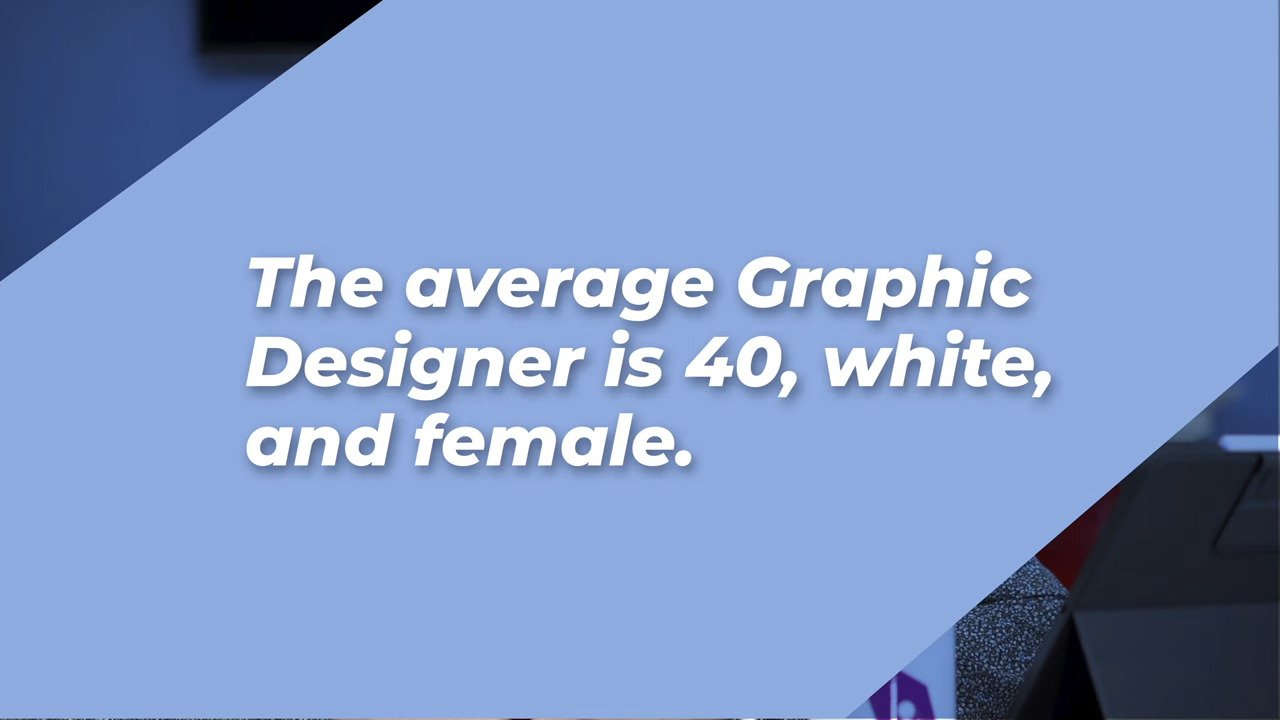 The average Graphic
Designer is 40, white,
and female.